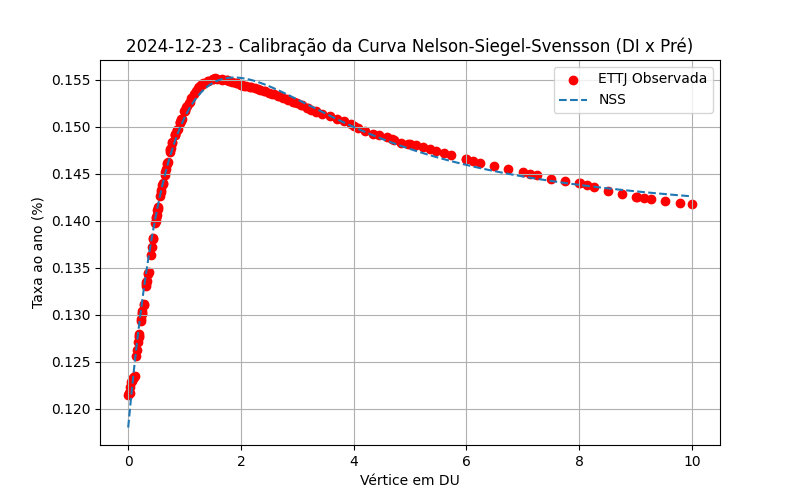 2024-12-23 - Calibração da Curva Nelson-Siegel-Svensson (DI x Pré)
ETTJ Observada
NSS
Taxa ao ano (%)
0.155
0.150
0.145
0.140
0.135
0.130
0.125
0.120
0 2 4 6 8 10
Vértice em DU